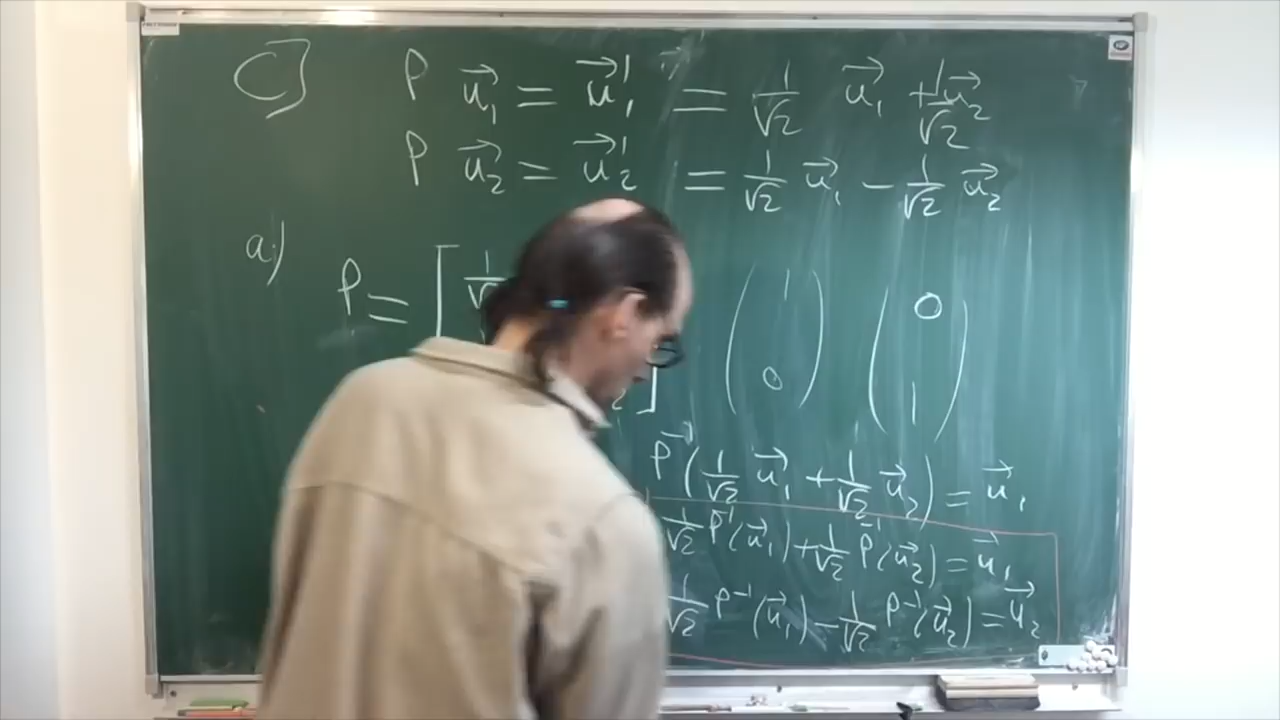 C] P u⃗₁ = u⃗'₁ = 1/√2 u⃗₁ + 1/√2 u⃗₂
P u⃗₂ = u⃗'₂ = 1/√2 u⃗₁ − 1/√2 u⃗₂
a) P = [ 1/√ ] ( 1 0 ) ( 0 1 )
P⁻¹ ( 1/√2 u⃗₁ + 1/√2 u⃗₂ ) = u⃗₁
1/√2 P⁻¹(u⃗₁) + 1/√2 P⁻¹(u⃗₂) = u⃗₁
1/√2 P⁻¹(u⃗₁) − 1/√2 P⁻¹(u⃗₂) = u⃗₂